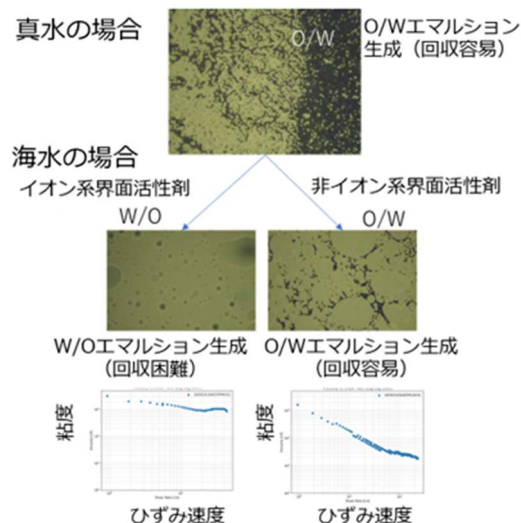 真水の場合
O/W
O/Wエマルション
生成（回収容易）
海水の場合
イオン系界面活性剤
非イオン系界面活性剤
W/O
O/W
W/Oエマルション生成
（回収困難）
O/Wエマルション生成
（回収容易）
粘度
ひずみ速度
粘度
ひずみ速度